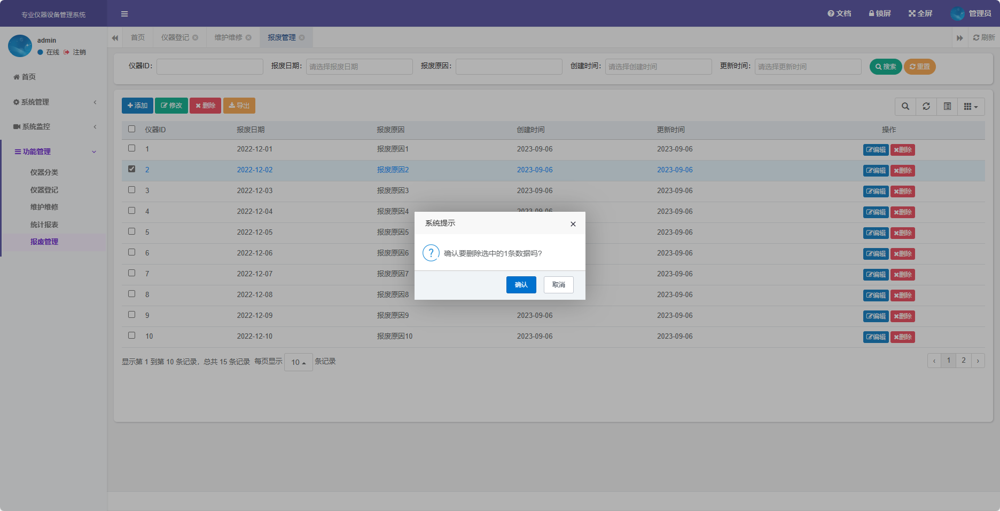 专业仪器设备管理系统
文档 锁屏 全屏 管理员
admin
在线 注销
首页 仪器登记 维护维修 报废管理 刷新
首页
系统管理
系统监控
功能管理
仪器分类
仪器登记
维护维修
统计报表
报废管理
仪器ID： 报废日期： 请选择报废日期 报废原因： 创建时间： 请选择创建时间 更新时间： 请选择更新时间 搜索 重置
添加 修改 删除 导出
仪器ID 报废日期 报废原因 创建时间 更新时间 操作
1 2022-12-01 报废原因1 2023-09-06 2023-09-06 编辑 删除
2 2022-12-02 报废原因2 2023-09-06 2023-09-06 编辑 删除
3 2022-12-03 报废原因3 2023-09-06 2023-09-06 编辑 删除
4 2022-12-04 报废原因4 2023-09-06 2023-09-06 编辑 删除
5 2022-12-05 报废原因5 2023-09-06 编辑 删除
6 2022-12-06 报废原因6 2023-09-06 编辑 删除
7 2022-12-07 报废原因7 2023-09-06 编辑 删除
8 2022-12-08 报废原因8 2023-09-06 编辑 删除
9 2022-12-09 报废原因9 2023-09-06 2023-09-06 编辑 删除
10 2022-12-10 报废原因10 2023-09-06 2023-09-06 编辑 删除
显示第 1 到第 10 条记录，总共 15 条记录 每页显示 10 条记录
‹ 1 2 ›
系统提示
确认要删除选中的1条数据吗?
确认 取消